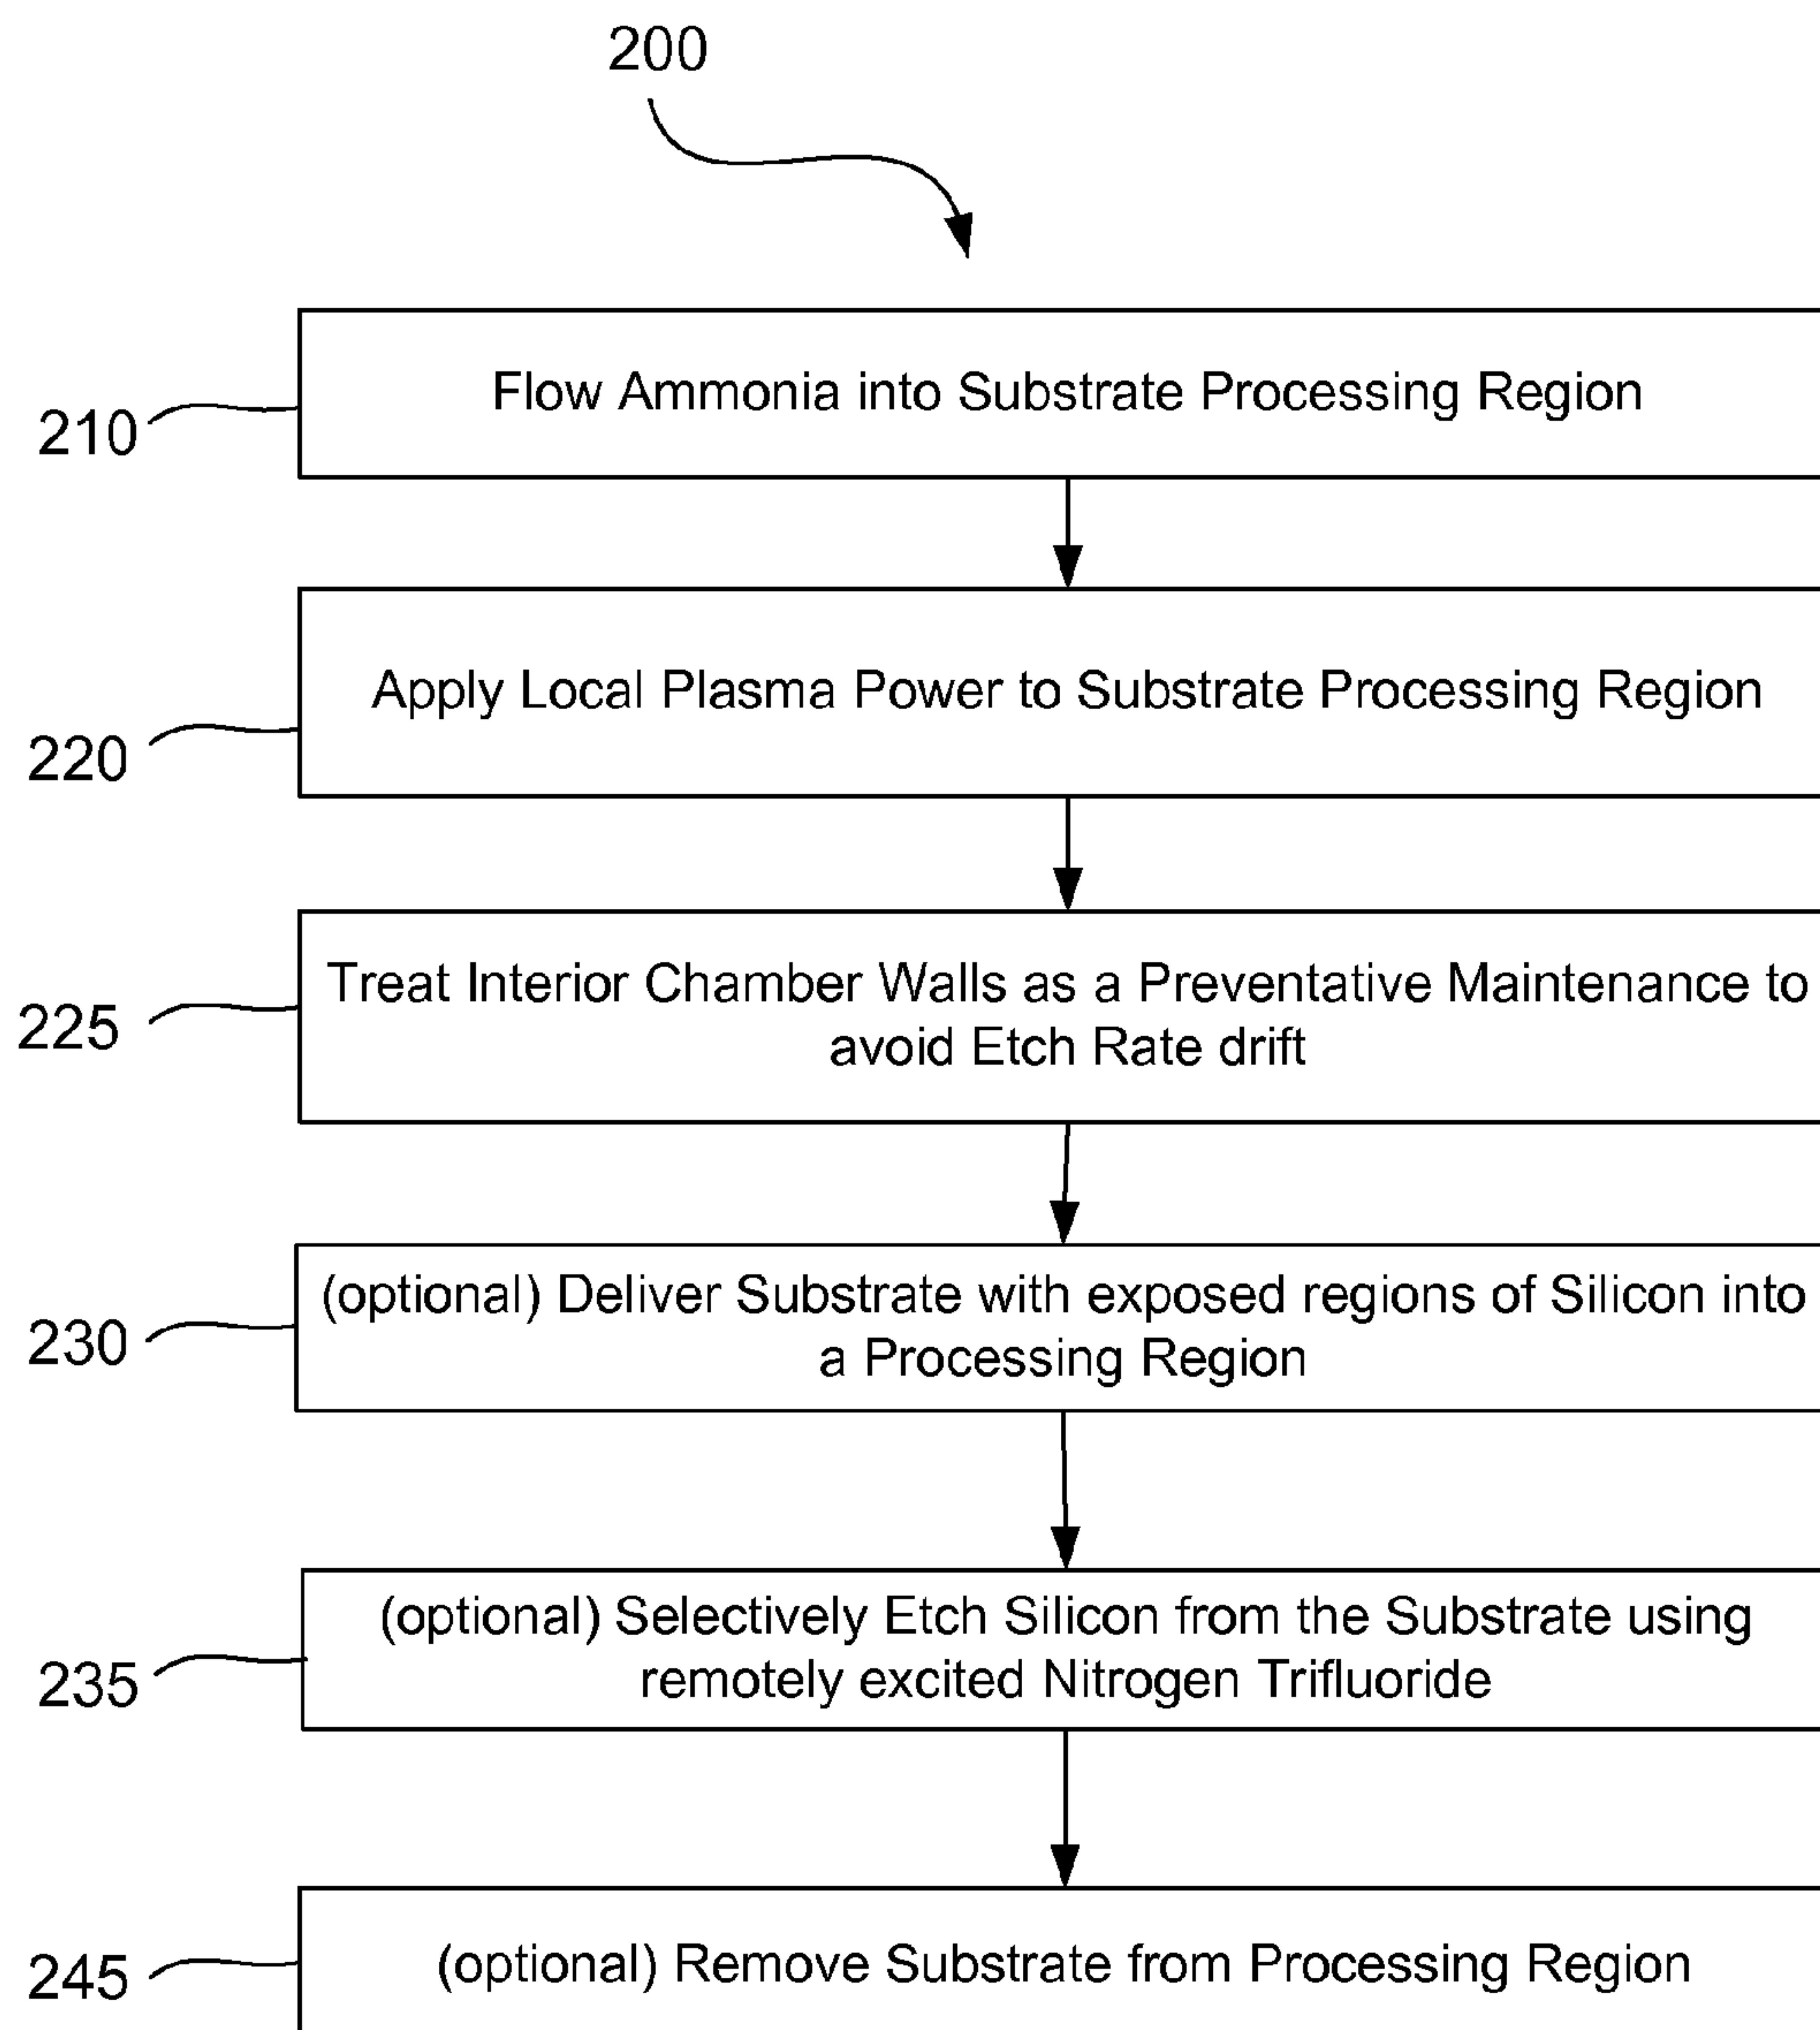 200
210
Flow Ammonia into Substrate Processing Region
220
Apply Local Plasma Power to Substrate Processing Region
225
Treat Interior Chamber Walls as a Preventative Maintenance to
avoid Etch Rate drift
230
(optional) Deliver Substrate with exposed regions of Silicon into
a Processing Region
235
(optional) Selectively Etch Silicon from the Substrate using
remotely excited Nitrogen Trifluoride
245
(optional) Remove Substrate from Processing Region